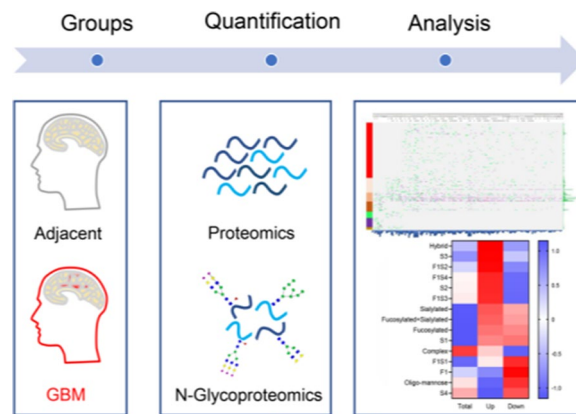 Groups
Quantification
Analysis
Adjacent
GBM
Proteomics
N-Glycoproteomics
Hybrid
S3
F1S2
F1S4
S2
F1S3
Sialylated
Fucosylated+Sialylated
Fucosylated
S1
Complex
F1S1
F1
Oligo-mannose
S4
Total Up Down
1.0
0.5
0
-0.5
-1.0